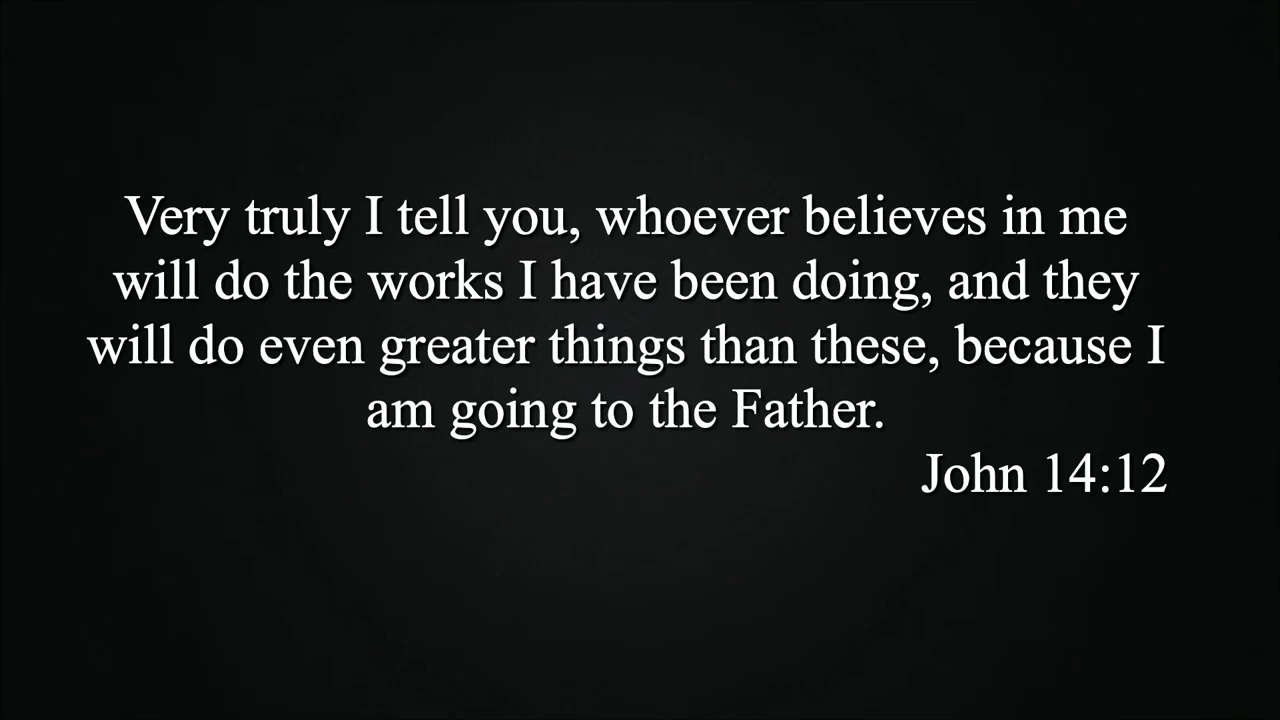 Very truly I tell you, whoever believes in me
will do the works I have been doing, and they
will do even greater things than these, because I
am going to the Father.
John 14:12